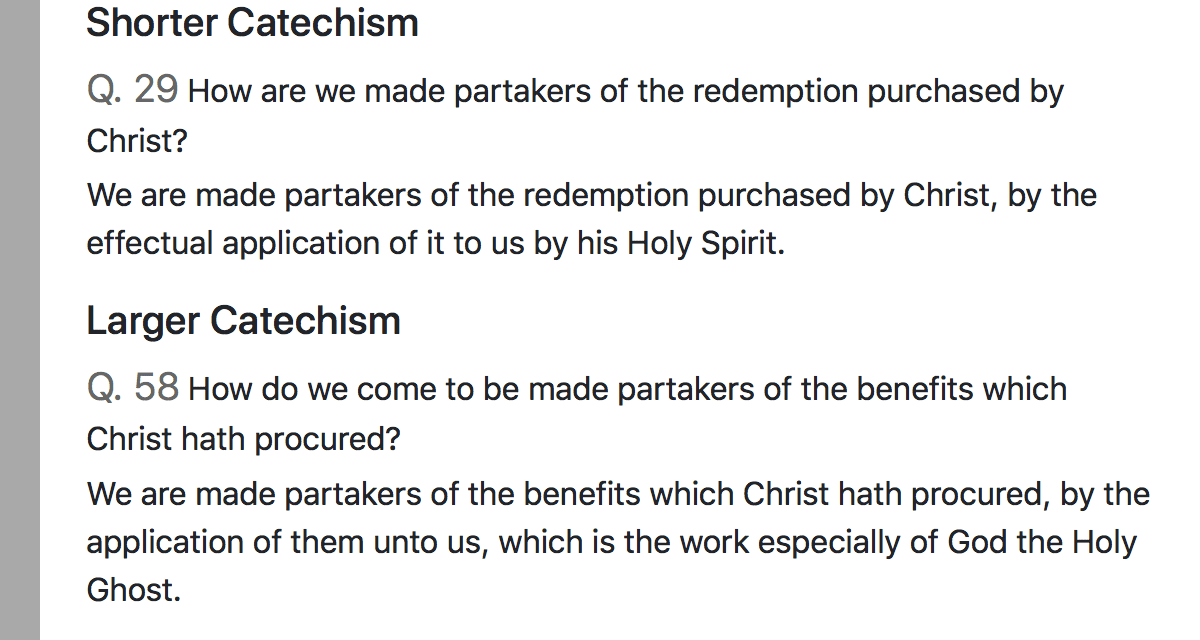 Shorter Catechism
Q. 29 How are we made partakers of the redemption purchased by
Christ?
We are made partakers of the redemption purchased by Christ, by the
effectual application of it to us by his Holy Spirit.
Larger Catechism
Q. 58 How do we come to be made partakers of the benefits which
Christ hath procured?
We are made partakers of the benefits which Christ hath procured, by the
application of them unto us, which is the work especially of God the Holy
Ghost.